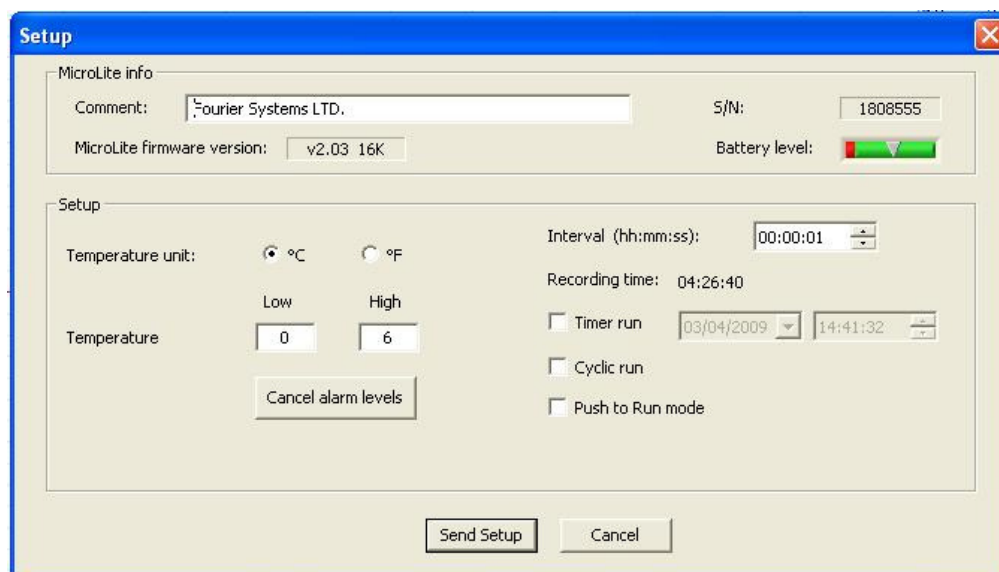 Setup
MicroLite info
Comment: Fourier Systems LTD. S/N: 1808555
MicroLite firmware version: v2.03 16K Battery level:
Setup
Temperature unit: °C °F Interval (hh:mm:ss): 00:00:01
Recording time: 04:26:40
Low High
Timer run 03/04/2009 14:41:32
Temperature 0 6
Cyclic run
Cancel alarm levels
Push to Run mode
Send Setup Cancel